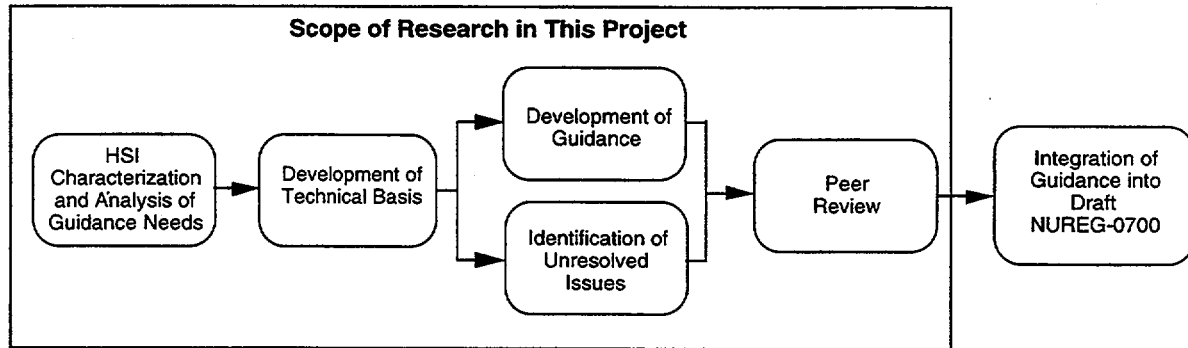 Scope of Research in This Project
HSI
Characterization
and Analysis of
Guidance Needs
Development of
Technical Basis
Development of
Guidance
Identification of
Unresolved
Issues
Peer
Review
Integration of
Guidance into
Draft
NUREG-0700